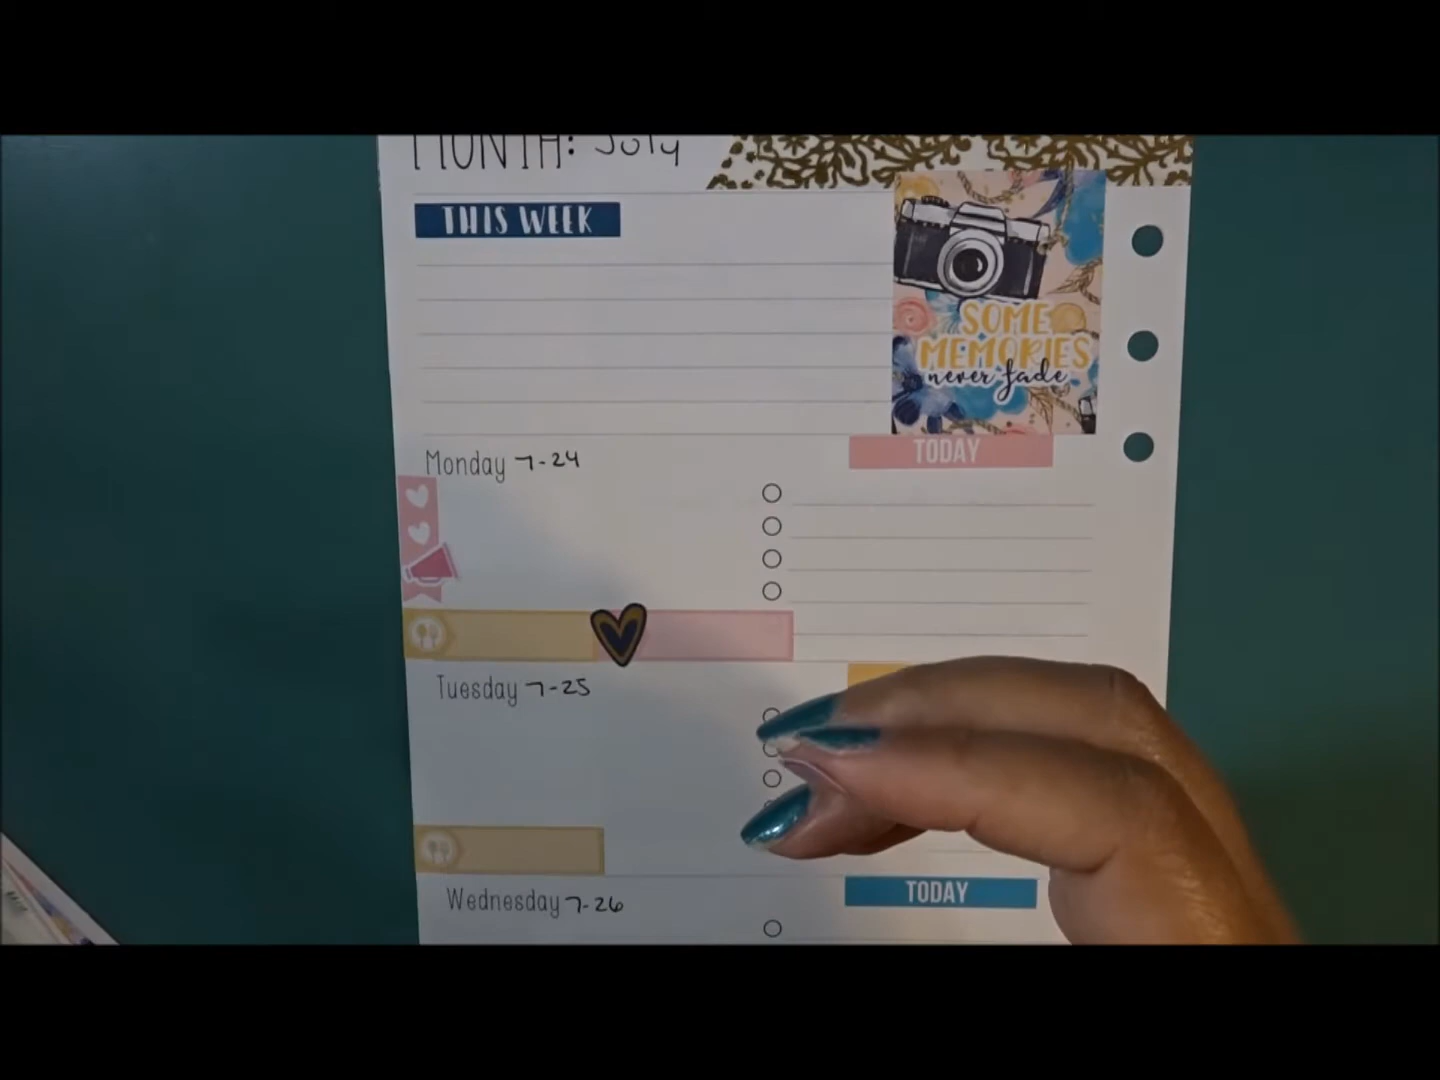 MONTH: July
THIS WEEK
SOME
MEMORIES
never fade
Monday 7-24
TODAY
Tuesday 7-25
Wednesday 7-26
TODAY